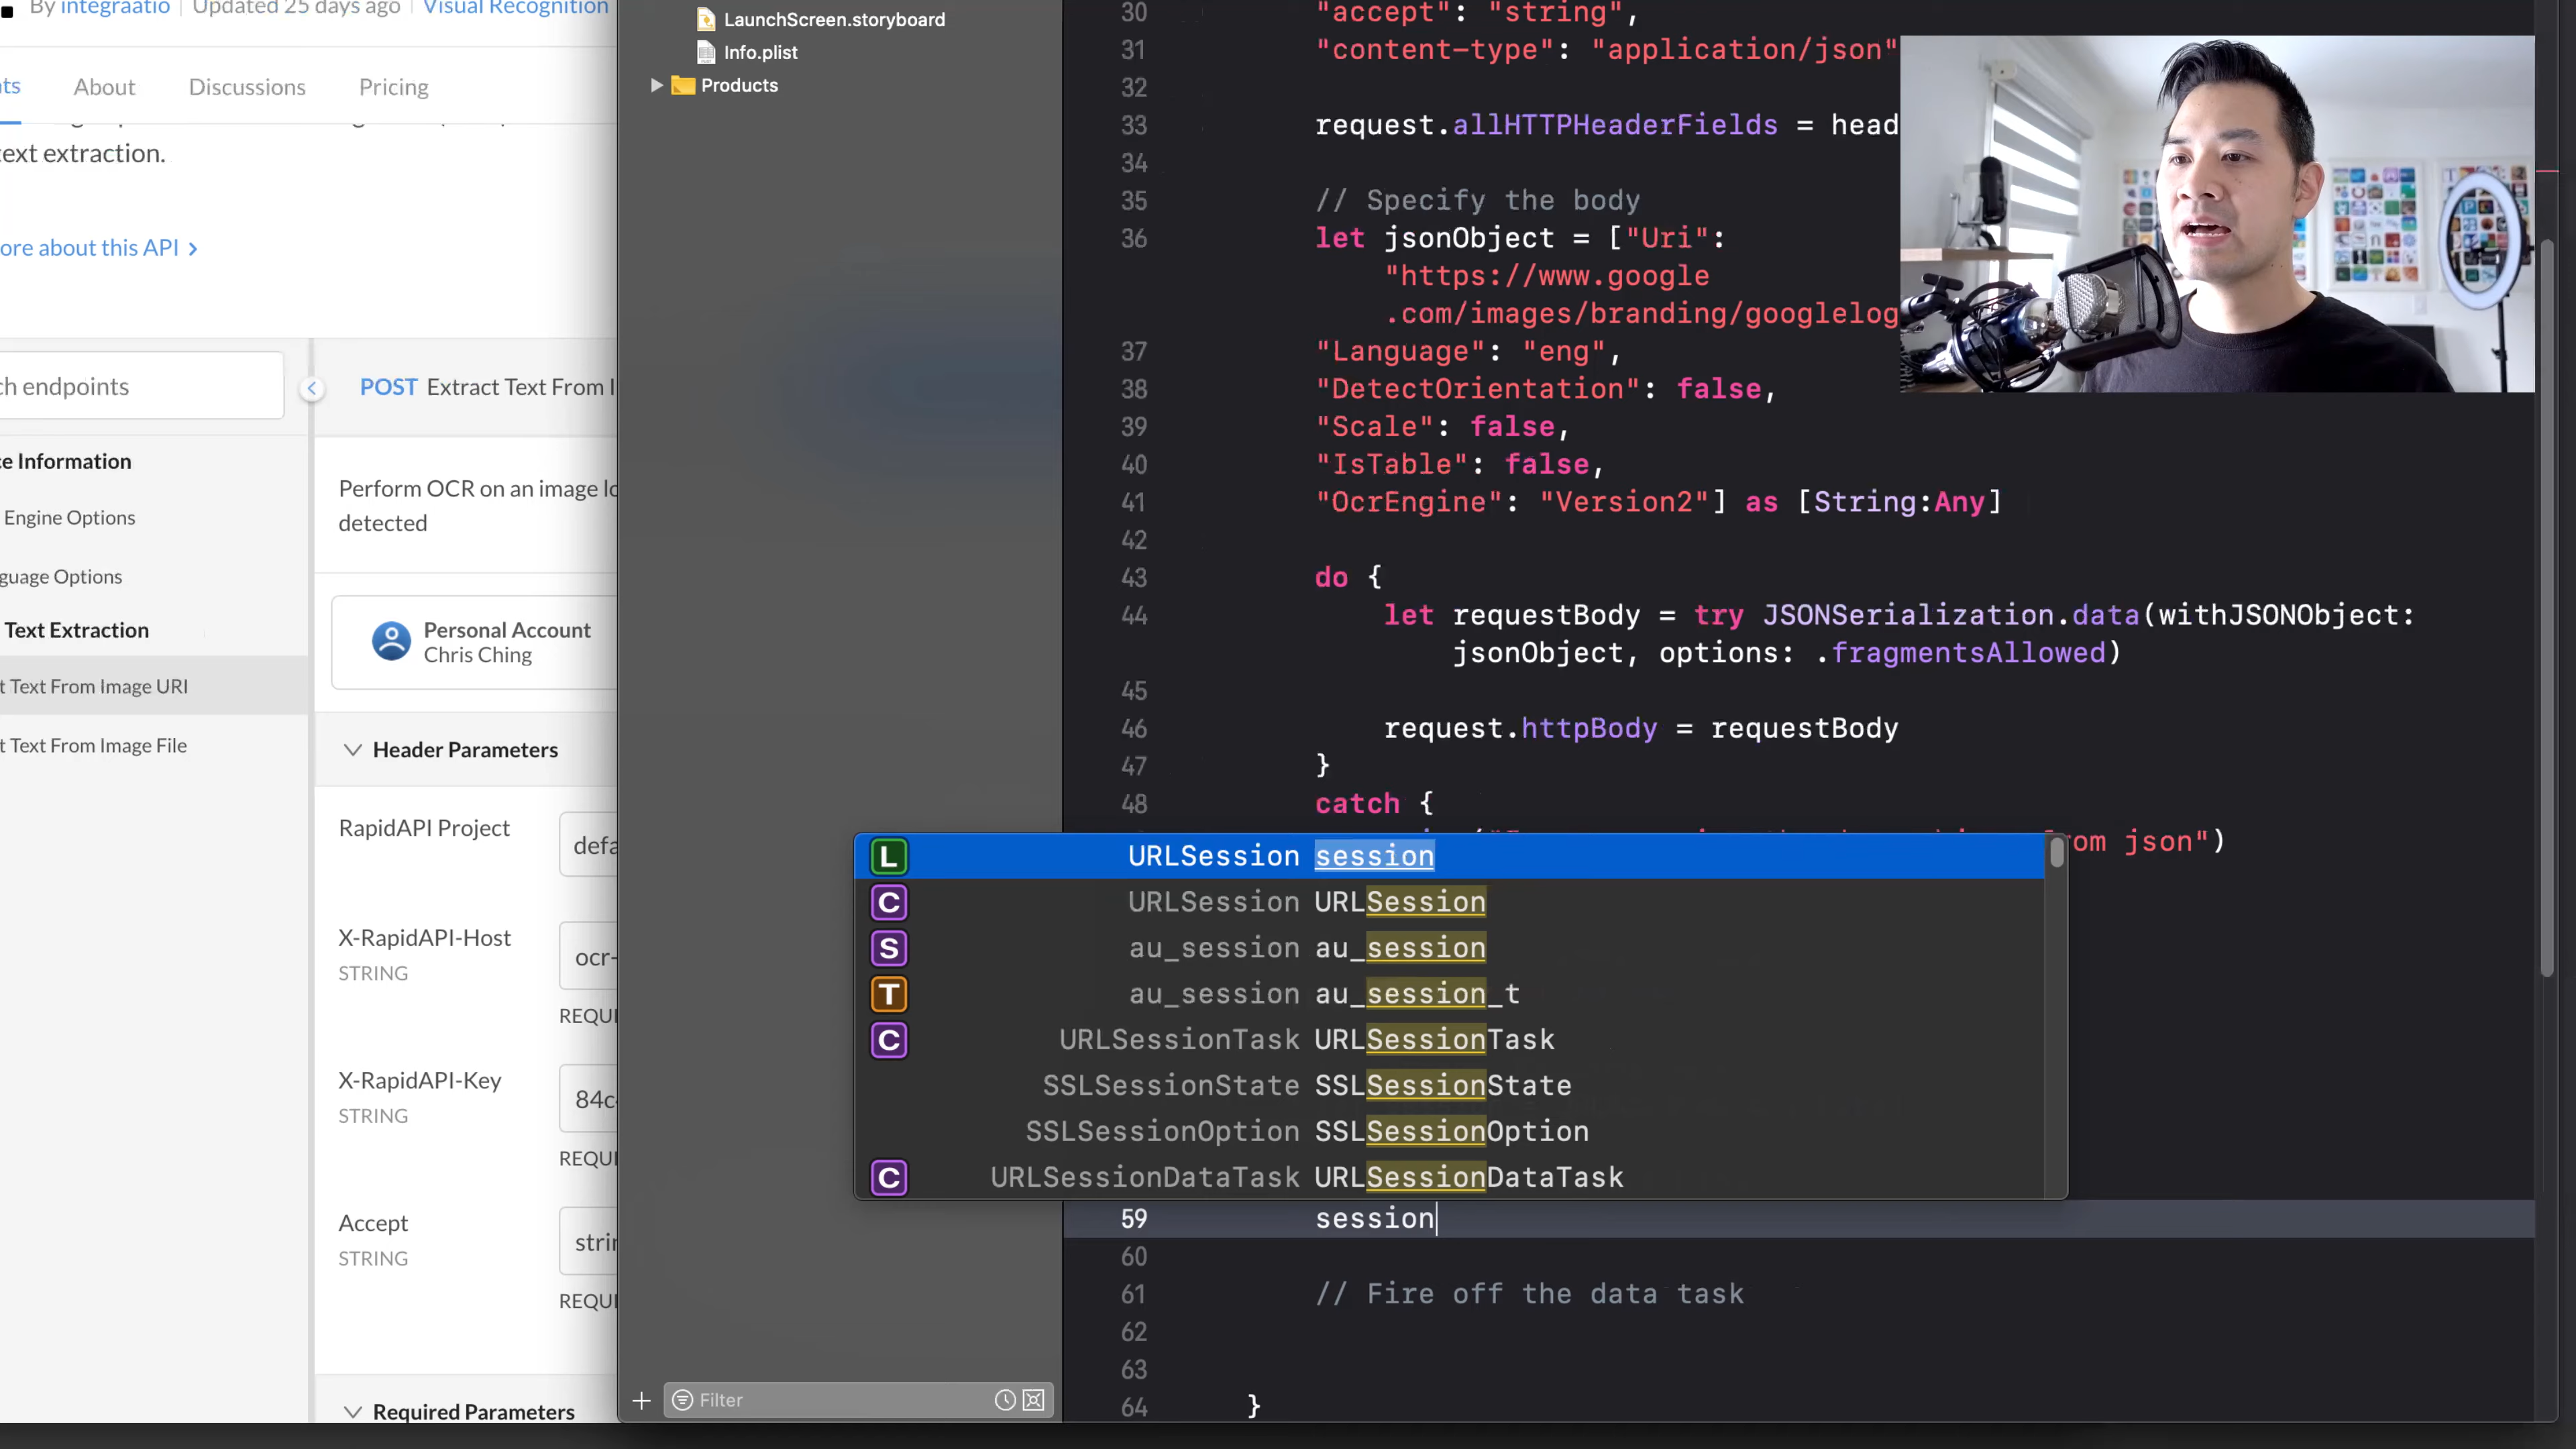 By integraatio | Updated 25 days ago | Visual Recognition
About
Discussions
Pricing
text extraction.
ore about this API >
ch endpoints
ce Information
Engine Options
guage Options
Text Extraction
t Text From Image URI
t Text From Image File
POST Extract Text From I
Perform OCR on an image lo
detected
Personal Account
Chris Ching
Header Parameters
RapidAPI Project
defa
X-RapidAPI-Host
STRING
ocr-
REQUI
X-RapidAPI-Key
STRING
84c
REQUI
Accept
STRING
strin
REQUI
Required Parameters
LaunchScreen.storyboard
Info.plist
Products
Filter
30 "accept": "string",
31 "content-type": "application/json"
32
33 request.allHTTPHeaderFields = head
34
35 // Specify the body
36 let jsonObject = ["Uri":
"https://www.google
.com/images/branding/googlelog
37 "Language": "eng",
38 "DetectOrientation": false,
39 "Scale": false,
40 "IsTable": false,
41 "OcrEngine": "Version2"] as [String:Any]
42
43 do {
44 let requestBody = try JSONSerialization.data(withJSONObject:
jsonObject, options: .fragmentsAllowed)
45
46 request.httpBody = requestBody
47 }
48 catch {
om json")
L URLSession session
C URLSession URLSession
S au_session au_session
T au_session au_session_t
C URLSessionTask URLSessionTask
SSLSessionState SSLSessionState
SSLSessionOption SSLSessionOption
C URLSessionDataTask URLSessionDataTask
59 session
60
61 // Fire off the data task
62
63
64 }